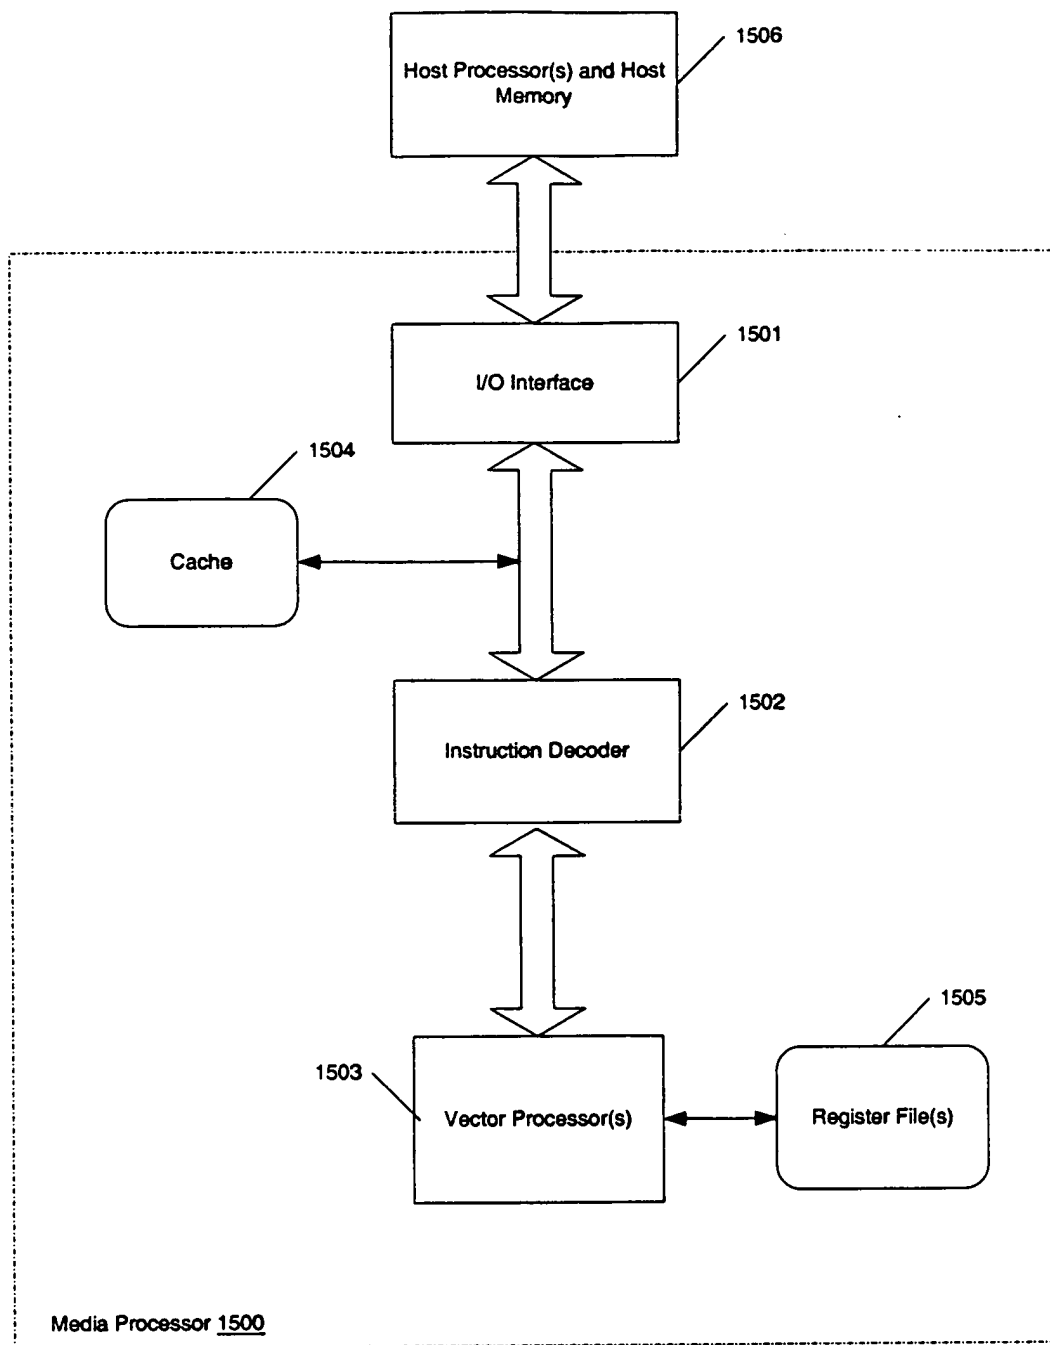 1506
Host Processor(s) and Host
Memory
1501
I/O Interface
1504
Cache
1502
Instruction Decoder
1505
1503
Vector Processor(s)
Register File(s)
Media Processor 1500